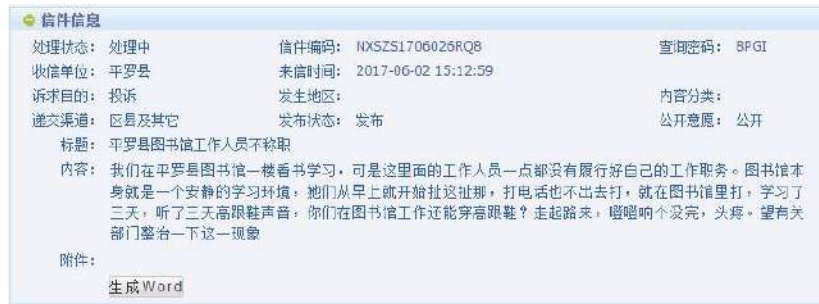 信件信息
处理状态: 处理中 信件编码: NXSZS1706026RQ8 查询密码: 8PGI
收信单位: 平罗县 来信时间: 2017-06-02 15:12:59
诉求目的: 投诉 发生地区: 内容分类:
递交渠道: 区县及其它 发布状态: 发布 公开意愿: 公开
标题: 平罗县图书馆工作人员不称职
内容: 我们在平罗县图书馆一楼看书学习，可是这里面的工作人员一点都没有履行好自己的工作职务。图书馆本
身就是一个安静的学习环境，她们从早上就开始扯这扯那，打电话也不出去打，就在图书馆里打，学习了
三天，听了三天高跟鞋声音，你们在图书馆工作还能穿高跟鞋？走起路来，噔噔响个没完，头疼。望有关
部门整治一下这一现象
附件:
生成Word